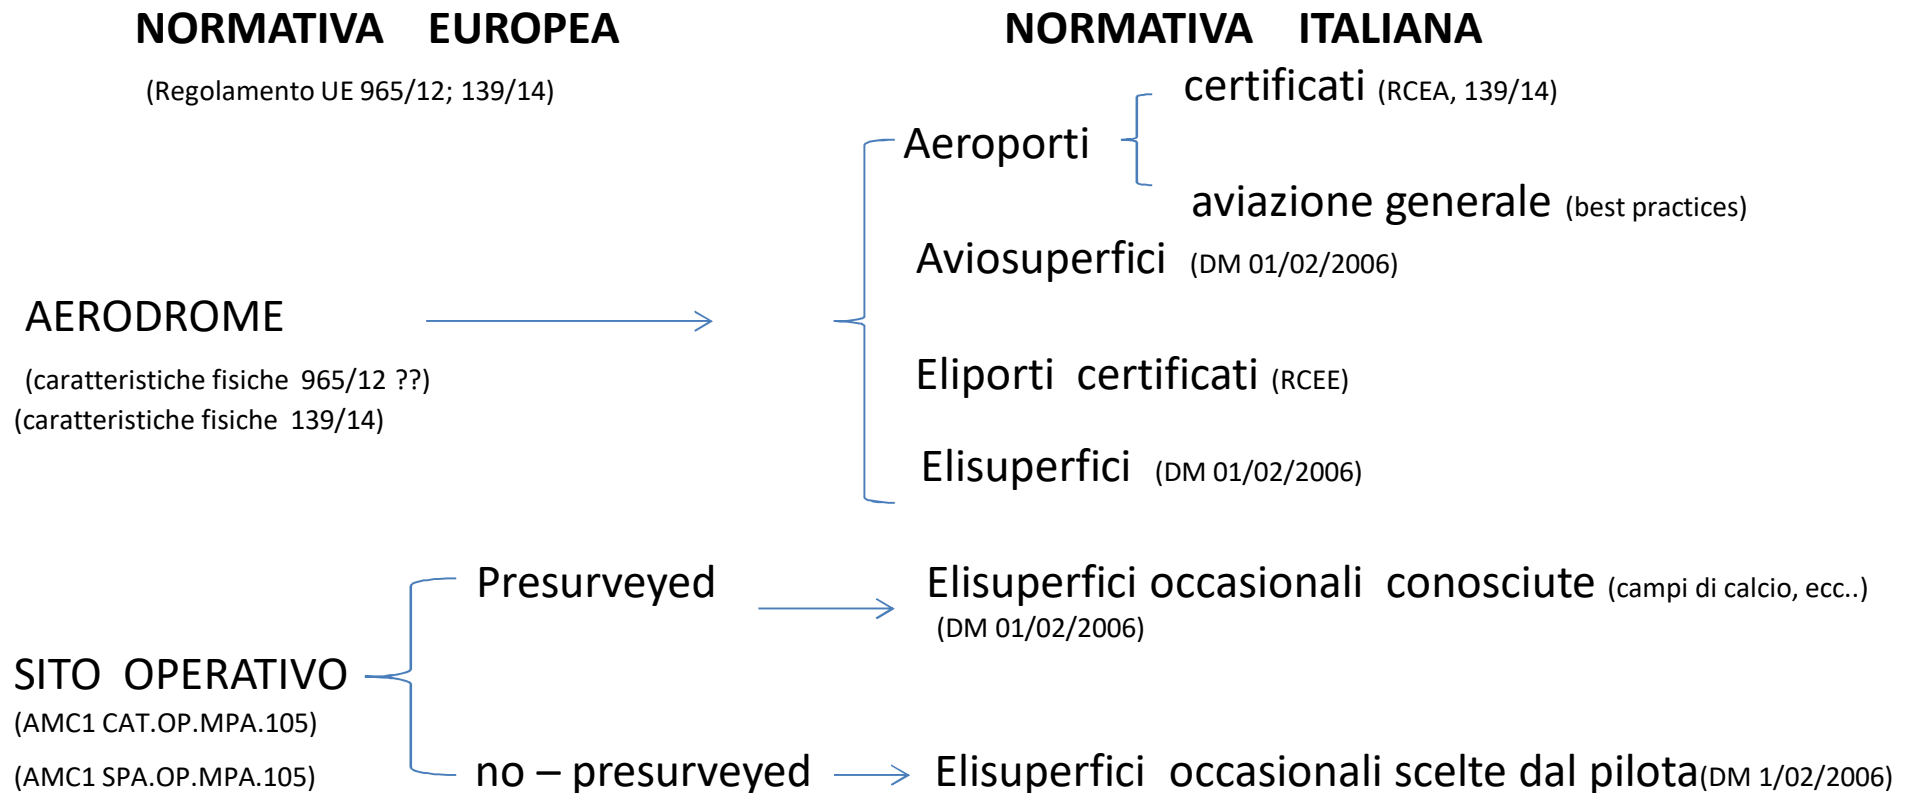 NORMATIVA EUROPEA
NORMATIVA ITALIANA
(Regolamento UE 965/12; 139/14)
certificati (RCEA, 139/14)
Aeroporti
aviazione generale (best practices)
Aviosuperfici (DM 01/02/2006)
AERODROME
(caratteristiche fisiche 965/12 ??)
(caratteristiche fisiche 139/14)
Eliporti certificati (RCEE)
Elisuperfici (DM 01/02/2006)
Presurveyed
Elisuperfici occasionali conosciute (campi di calcio, ecc..)
(DM 01/02/2006)
SITO OPERATIVO
(AMC1 CAT.OP.MPA.105)
(AMC1 SPA.OP.MPA.105)
no – presurveyed
Elisuperfici occasionali scelte dal pilota(DM 1/02/2006)